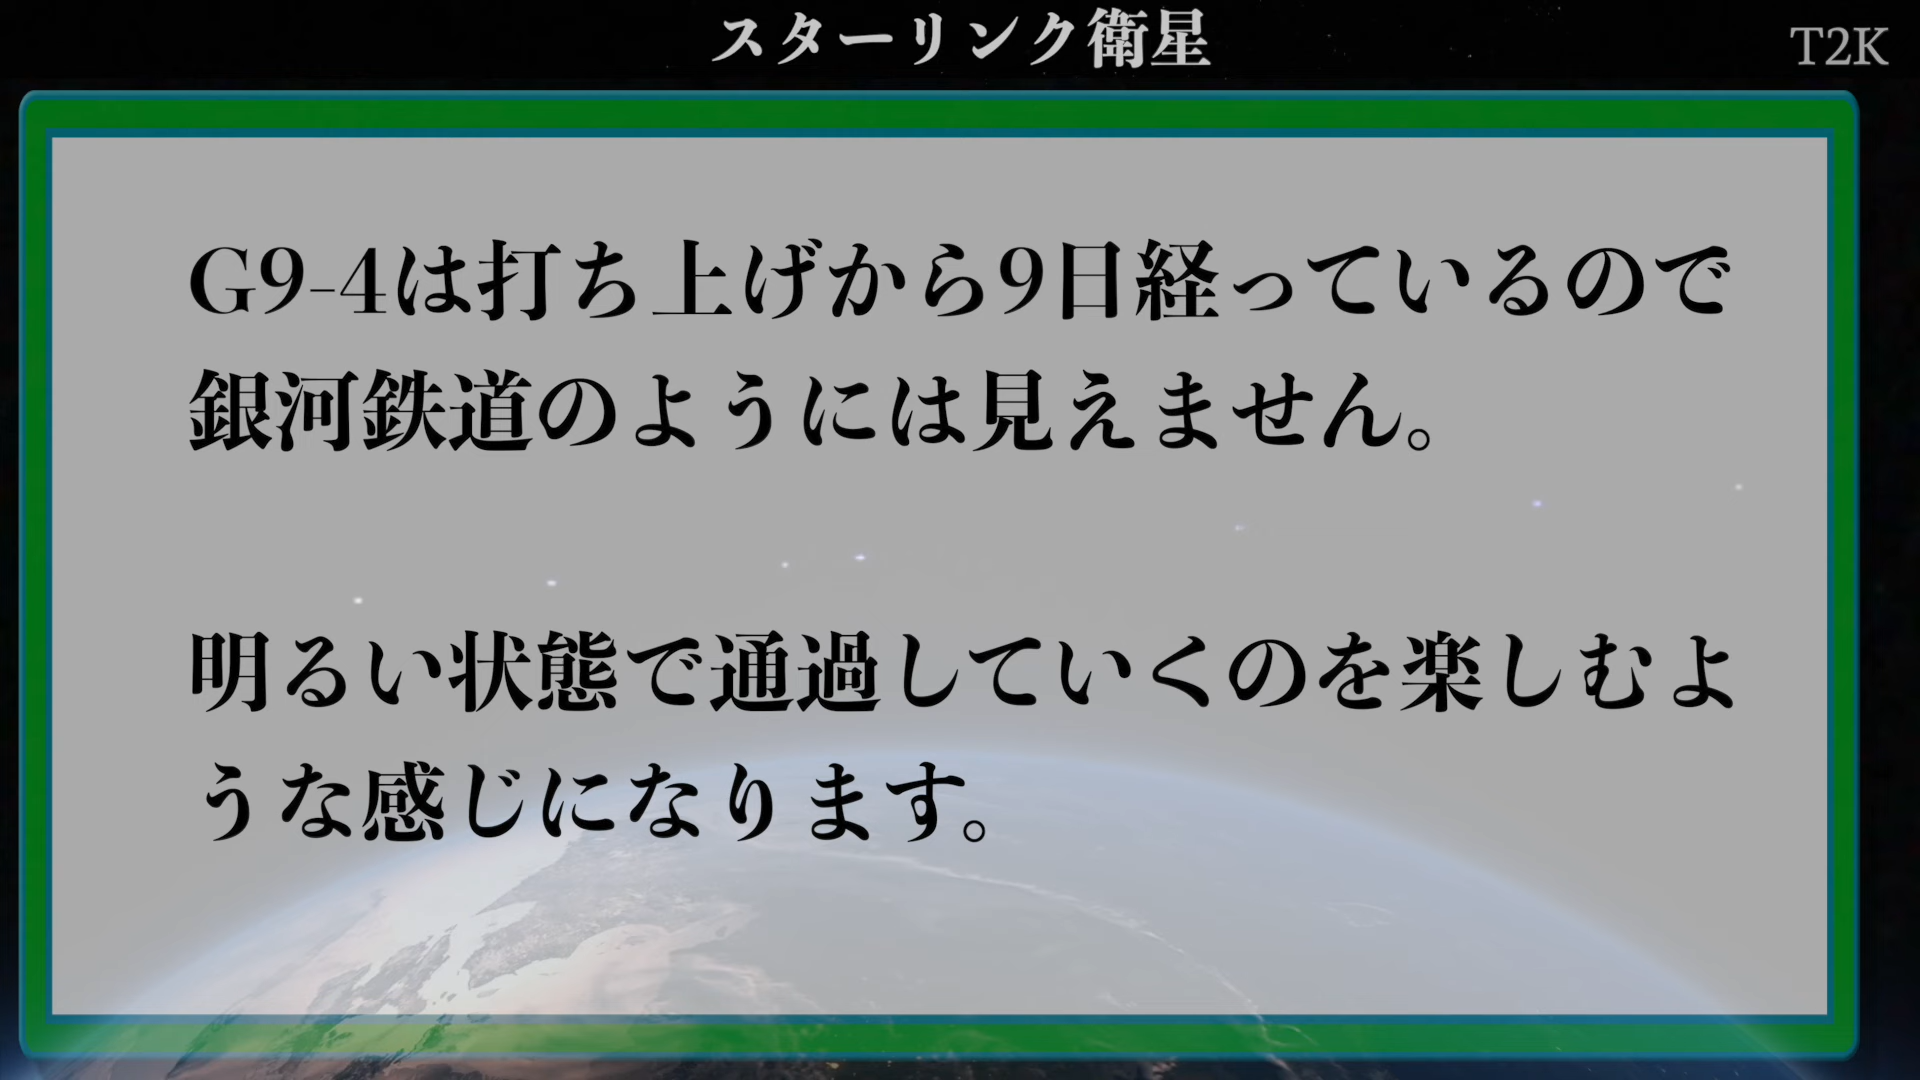 スターリンク衛星
T2K
G9-4は打ち上げから9日経っているので
銀河鉄道のようには見えません。
明るい状態で通過していくのを楽しむよ
うな感じになります。